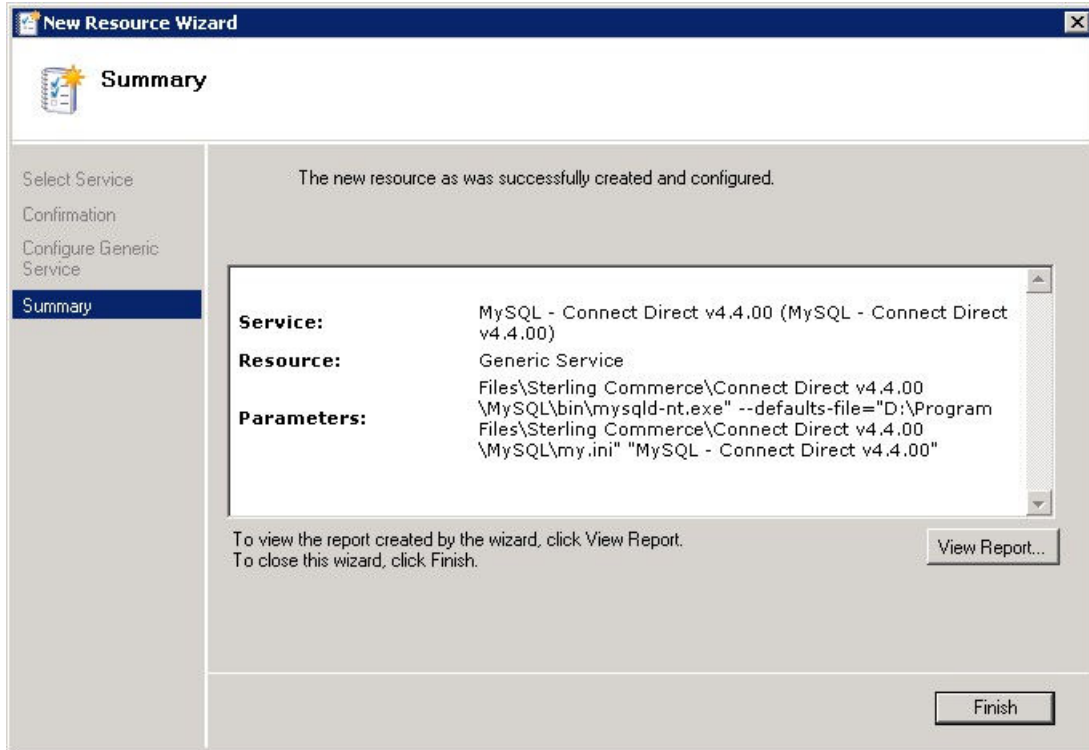 New Resource Wizard
Summary
Select Service
Confirmation
Configure Generic
Service
Summary
The new resource as was successfully created and configured.
Service:
MySQL - Connect Direct v4.4.00 (MySQL - Connect Direct
v4.4.00)
Resource:
Generic Service
Parameters:
Files\Sterling Commerce\Connect Direct v4.4.00
\MySQL\bin\mysqld-nt.exe" --defaults-file="D:\Program
Files\Sterling Commerce\Connect Direct v4.4.00
\MySQL\my.ini" "MySQL - Connect Direct v4.4.00"
To view the report created by the wizard, click View Report.
To close this wizard, click Finish.
View Report...
Finish